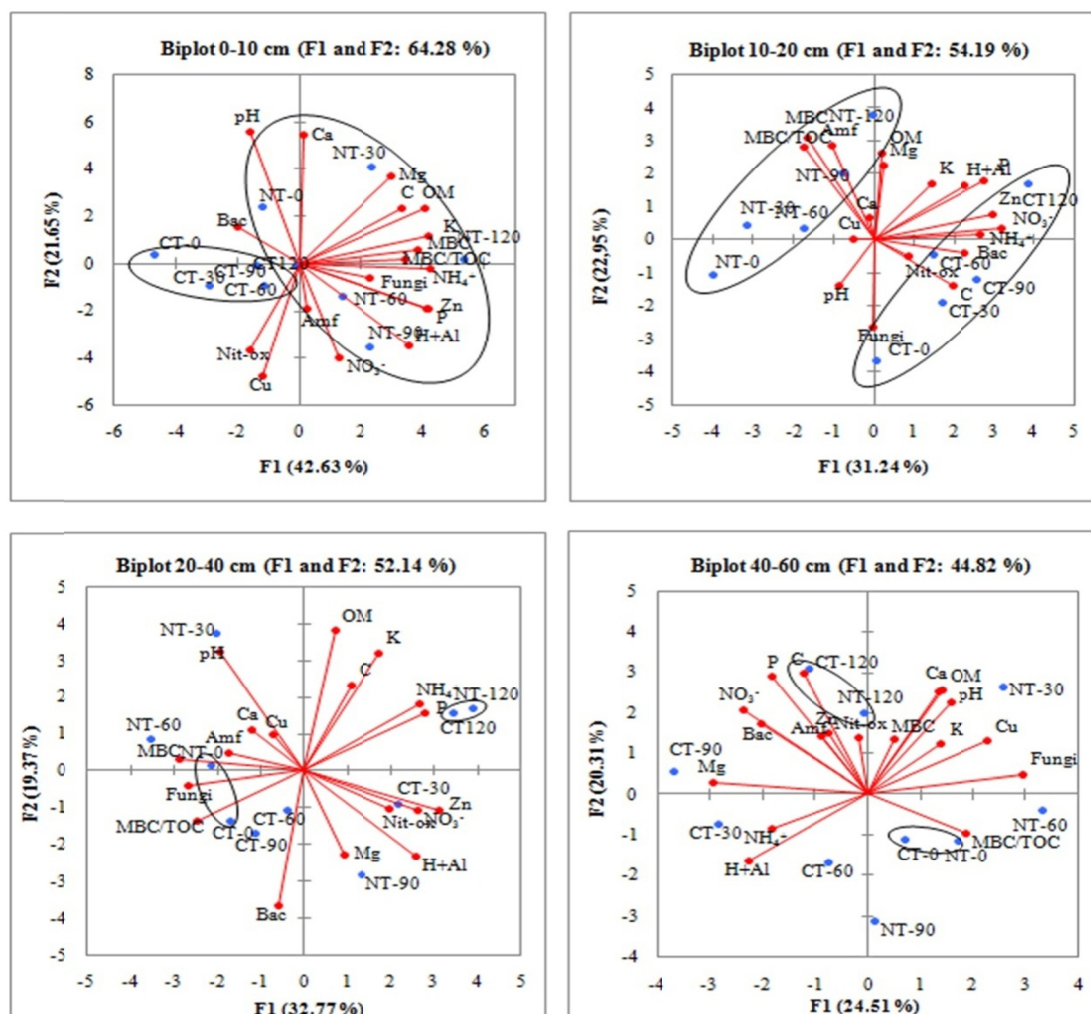 Biplot 0-10 cm (F1 and F2: 64.28 %)
8
6
4
2
0
-2
-4
-6
F2 (21.65 %)
pH
Ca
NT-30
Mg
NT-0
C OM
Bac
K
MBC NT-120
CT-0
CT-90 CT120
MBC/TOC
CT-30
CT-60
Fungi
NH₄⁺
NT-60
Zn
Amf
P
Nit-ox
NT-90
H+Al
NO₃⁻
Cu
-6 -4 -2 0 2 4 6
F1 (42.63 %)
Biplot 10-20 cm (F1 and F2: 54.19 %)
5
4
3
2
1
0
-1
-2
-3
-4
-5
F2 (22,95 %)
MBC NT-120
MBC/TOC Amf
OM
Mg
NT-90
K
H+Al
P
NT-30
NT-60
Ca
Zn CT120
Cu
NO₃⁻
NH₄⁺
NT-0
Bac
Nit-ox
CT-60
pH
CT-90
C
CT-30
Fungi
CT-0
-5 -4 -3 -2 -1 0 1 2 3 4 5
F1 (31.24 %)
Biplot 20-40 cm (F1 and F2: 52.14 %)
5
4
3
2
1
0
-1
-2
-3
-4
-5
F2 (19.37 %)
OM
NT-30
K
pH
C
NH₄
NT-120
P
CT120
NT-60
Ca
Cu
Amf
MBC
NT-0
Fungi
CT-30
Zn
MBC/TOC
CT-0
CT-60
Nit-ox
NO₃⁻
CT-90
Mg
H+Al
NT-90
Bac
-5 -4 -3 -2 -1 0 1 2 3 4 5
F1 (32.77 %)
Biplot 40-60 cm (F1 and F2: 44.82 %)
5
4
3
2
1
0
-1
-2
-3
-4
F2 (20.31 %)
P
C
CT-120
Ca
OM
NT-30
NO₃⁻
NT-120
pH
Bac
Zn
Amf
Nit-ox
MBC
K
Cu
CT-90
Mg
Fungi
CT-30
NH₄⁺
NT-60
MBC/TOC
H+Al
CT-60
CT-0
NT-0
NT-90
-4 -3 -2 -1 0 1 2 3 4
F1 (24.51 %)